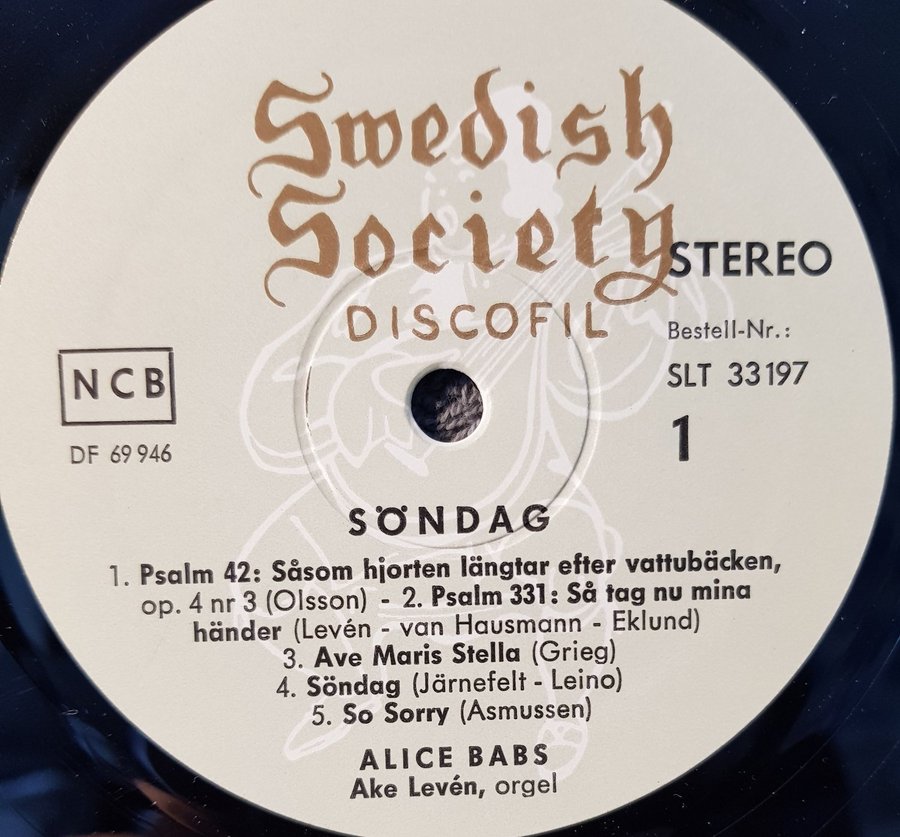 Swedish
Society
DISCOFIL
STEREO
Bestell-Nr.:
SLT 33197
1
NCB
DF 69 946
SÖNDAG
1. Psalm 42: Såsom hjorten längtar efter vattubäcken,
op. 4 nr 3 (Olsson) - 2. Psalm 331: Så tag nu mina
händer (Levén - van Hausmann - Eklund)
3. Ave Maris Stella (Grieg)
4. Söndag (Järnefelt - Leino)
5. So Sorry (Asmussen)
ALICE BABS
Ake Levén, orgel